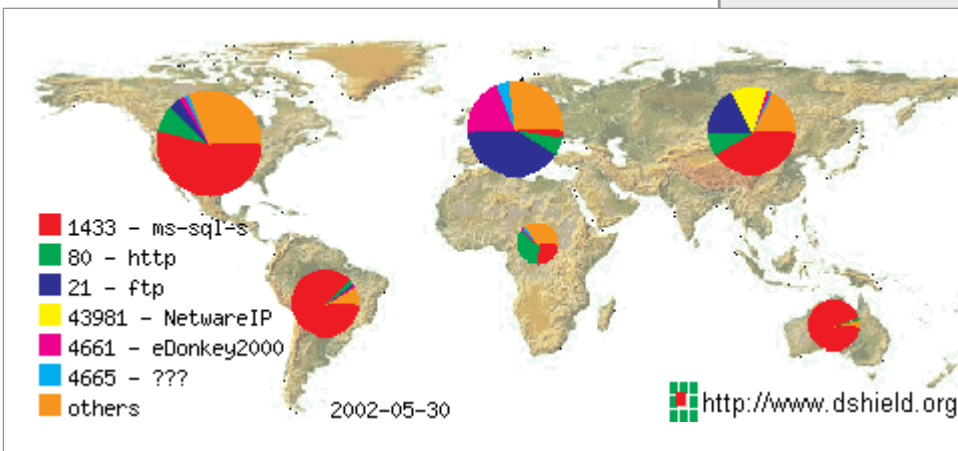 1433 - ms-sql-s
80 - http
21 - ftp
43981 - NetwareIP
4661 - eDonkey2000
4665 - ???
others
2002-05-30
http://www.dshield.org